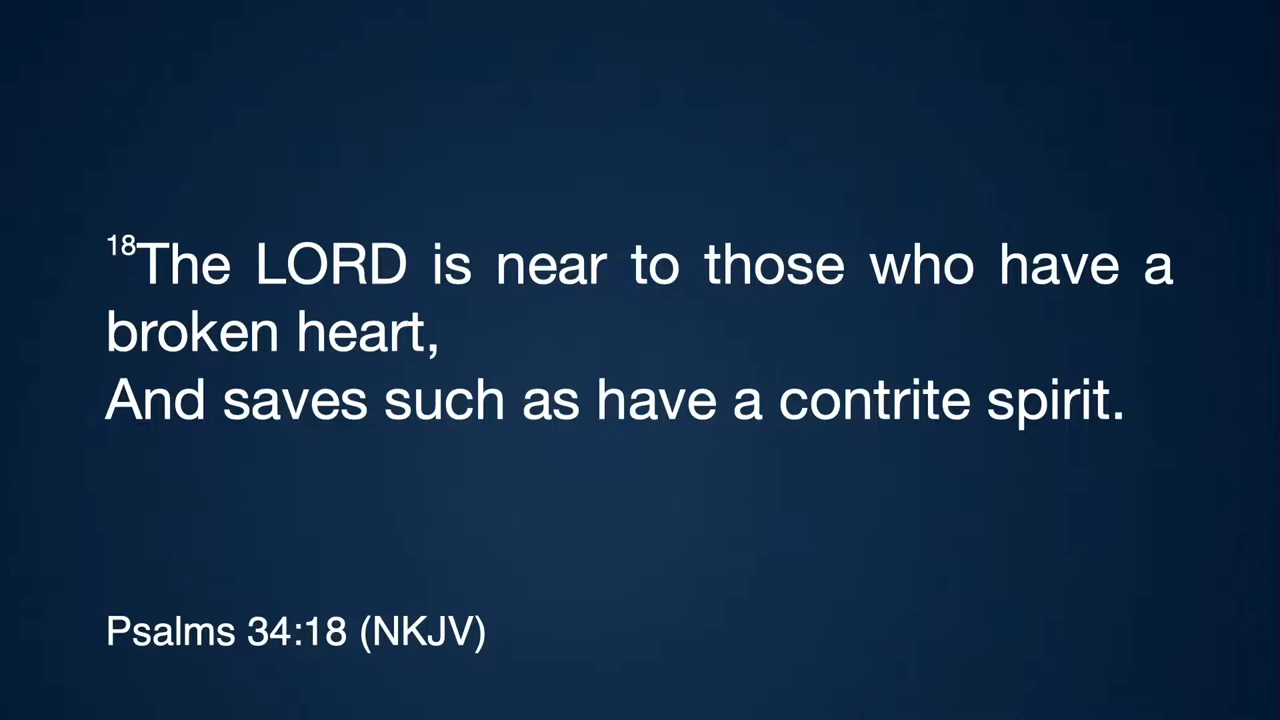 18The LORD is near to those who have a
broken heart,
And saves such as have a contrite spirit.
Psalms 34:18 (NKJV)